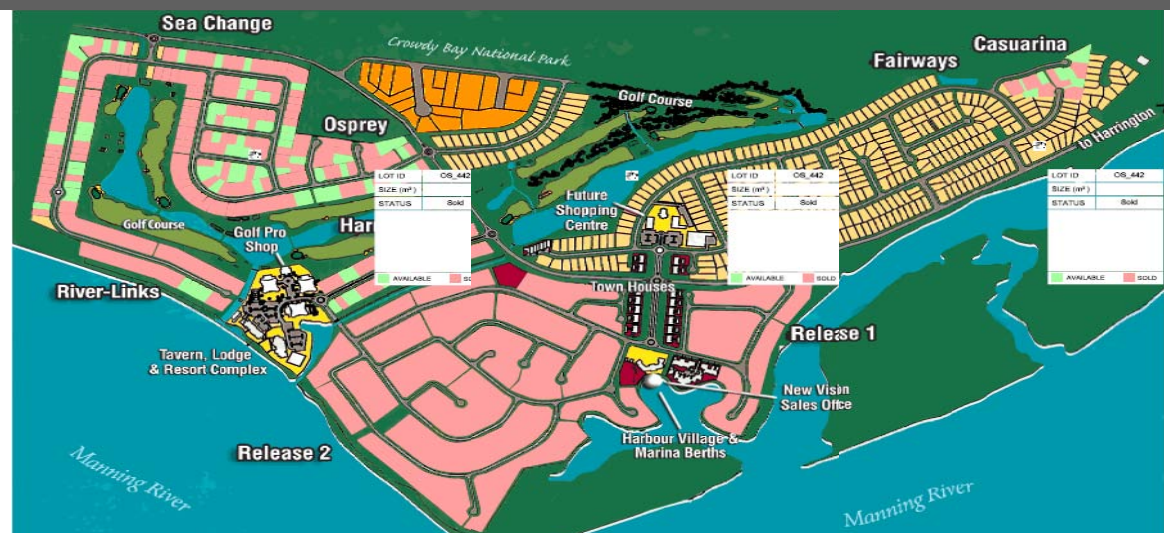 Sea Change
Crowdy Bay National Park
Casuarina
Fairways
Golf Course
Osprey
to Harrington
LOT ID OS_442
SIZE (m²)
STATUS Sold
AVAILABLE
LOT ID OS_442
SIZE (m²)
STATUS Sold
AVAILABLE SOLD
LOT ID OS_442
SIZE (m²)
STATUS Sold
AVAILABLE SOLD
Future
Shopping
Centre
Golf Course
Golf Pro
Shop
River-Links
Town Houses
Release 1
Tavern, Lodge
& Resort Complex
New Vision
Sales Office
Harbour Village &
Marina Berths
Release 2
Manning River
Manning River